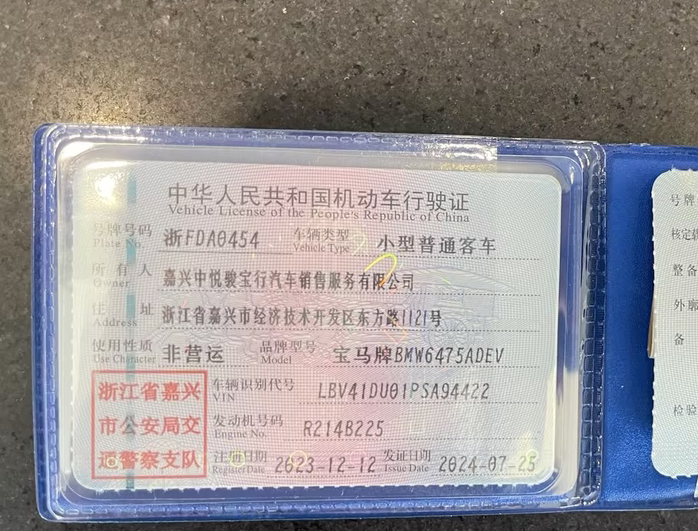 中华人民共和国机动车行驶证
Vehicle License of the People's Republic of China
号牌号码 浙FDA0454 车辆类型 小型普通客车
Plate No. Vehicle Type
所有人 嘉兴中悦骏宝行汽车销售服务有限公司
Owner
住址 浙江省嘉兴市经济技术开发区东方路1121号
Address
使用性质 非营运 品牌型号 宝马牌BMW6475ADEV
Use Character Model
浙江省嘉兴
市公安局交
通警察支队
车辆识别代号 LBV41DU01PSA94422
VIN
发动机号码 R214B225
Engine No.
注册日期 2023-12-12 发证日期 2024-07-25
Register Date Issue Date
号牌
核定载
整备
外廓
备
检验